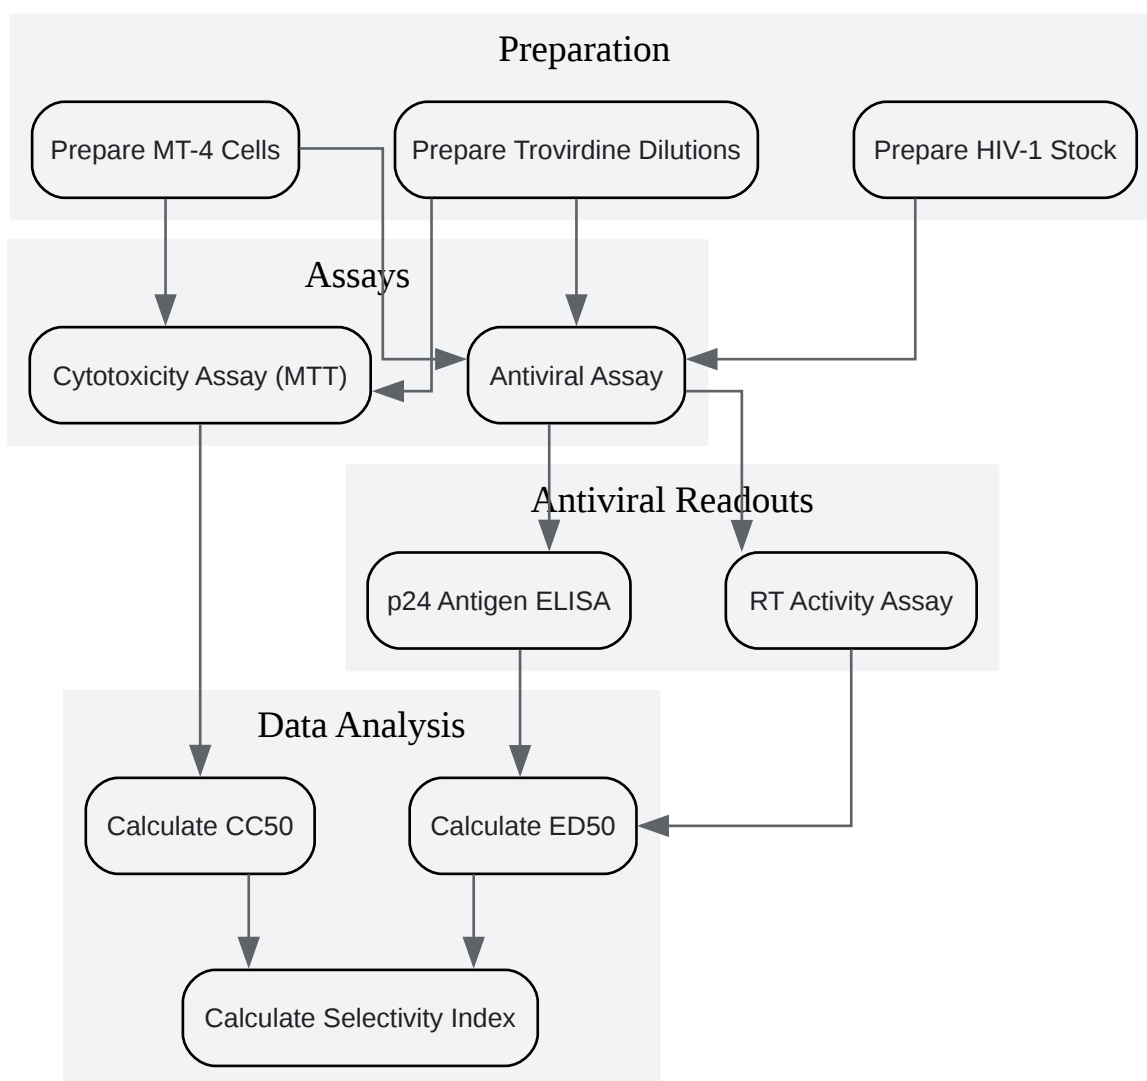 Preparation
Prepare MT-4 Cells
Prepare Trovirdine Dilutions
Prepare HIV-1 Stock
Assays
Cytotoxicity Assay (MTT)
Antiviral Assay
Antiviral Readouts
p24 Antigen ELISA
RT Activity Assay
Data Analysis
Calculate CC50
Calculate ED50
Calculate Selectivity Index